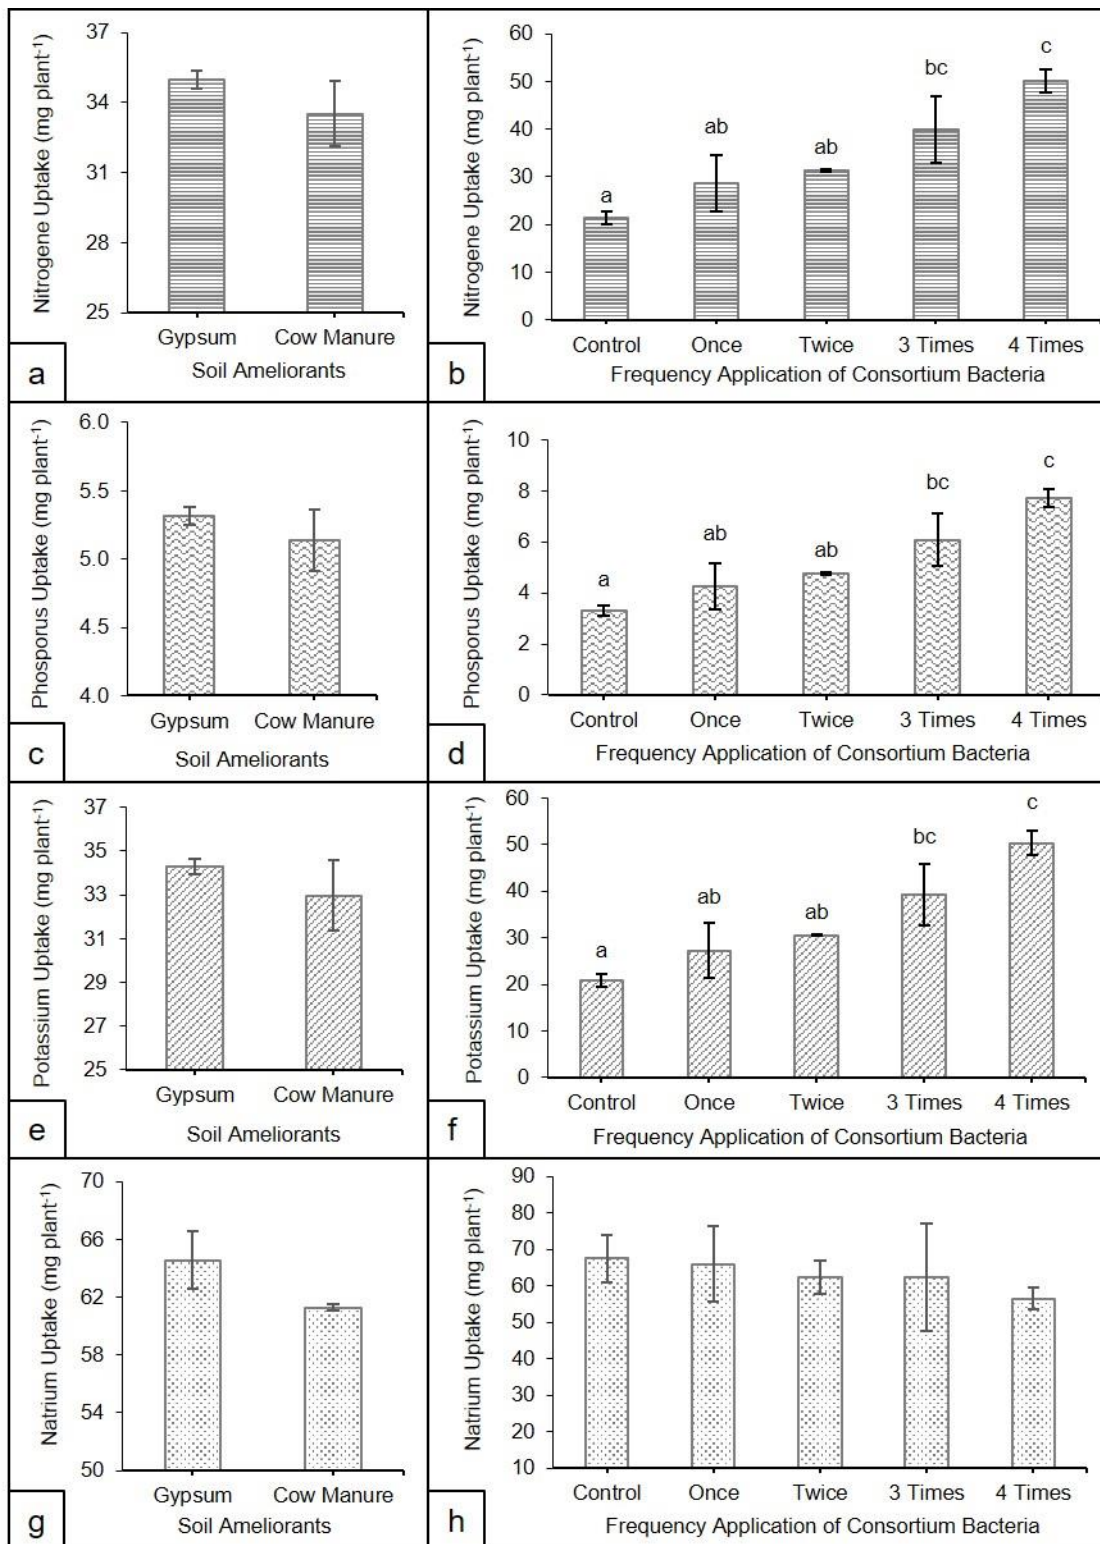 Nitrogene Uptake (mg plant⁻¹)
37
34
31
28
25
Gypsum Cow Manure
Soil Ameliorants
a
Nitrogene Uptake (mg plant⁻¹)
60
50
40
30
20
10
0
a
ab
ab
bc
c
Control Once Twice 3 Times 4 Times
Frequency Application of Consortium Bacteria
b
Phosporus Uptake (mg plant⁻¹)
6.0
5.5
5.0
4.5
4.0
Gypsum Cow Manure
Soil Ameliorants
c
Phosporus Uptake (mg plant⁻¹)
10
8
6
4
2
0
a
ab
ab
bc
c
Control Once Twice 3 Times 4 Times
Frequency Application of Consortium Bacteria
d
Potassium Uptake (mg plant⁻¹)
37
35
33
31
29
27
25
Gypsum Cow Manure
Soil Ameliorants
e
Potassium Uptake (mg plant⁻¹)
60
50
40
30
20
10
0
a
ab
ab
bc
c
Control Once Twice 3 Times 4 Times
Frequency Application of Consortium Bacteria
f
Natrium Uptake (mg plant⁻¹)
70
66
62
58
54
50
Gypsum Cow Manure
Soil Ameliorants
g
Natrium Uptake (mg plant⁻¹)
90
80
70
60
50
40
30
20
10
Control Once Twice 3 Times 4 Times
Frequency Application of Consortium Bacteria
h